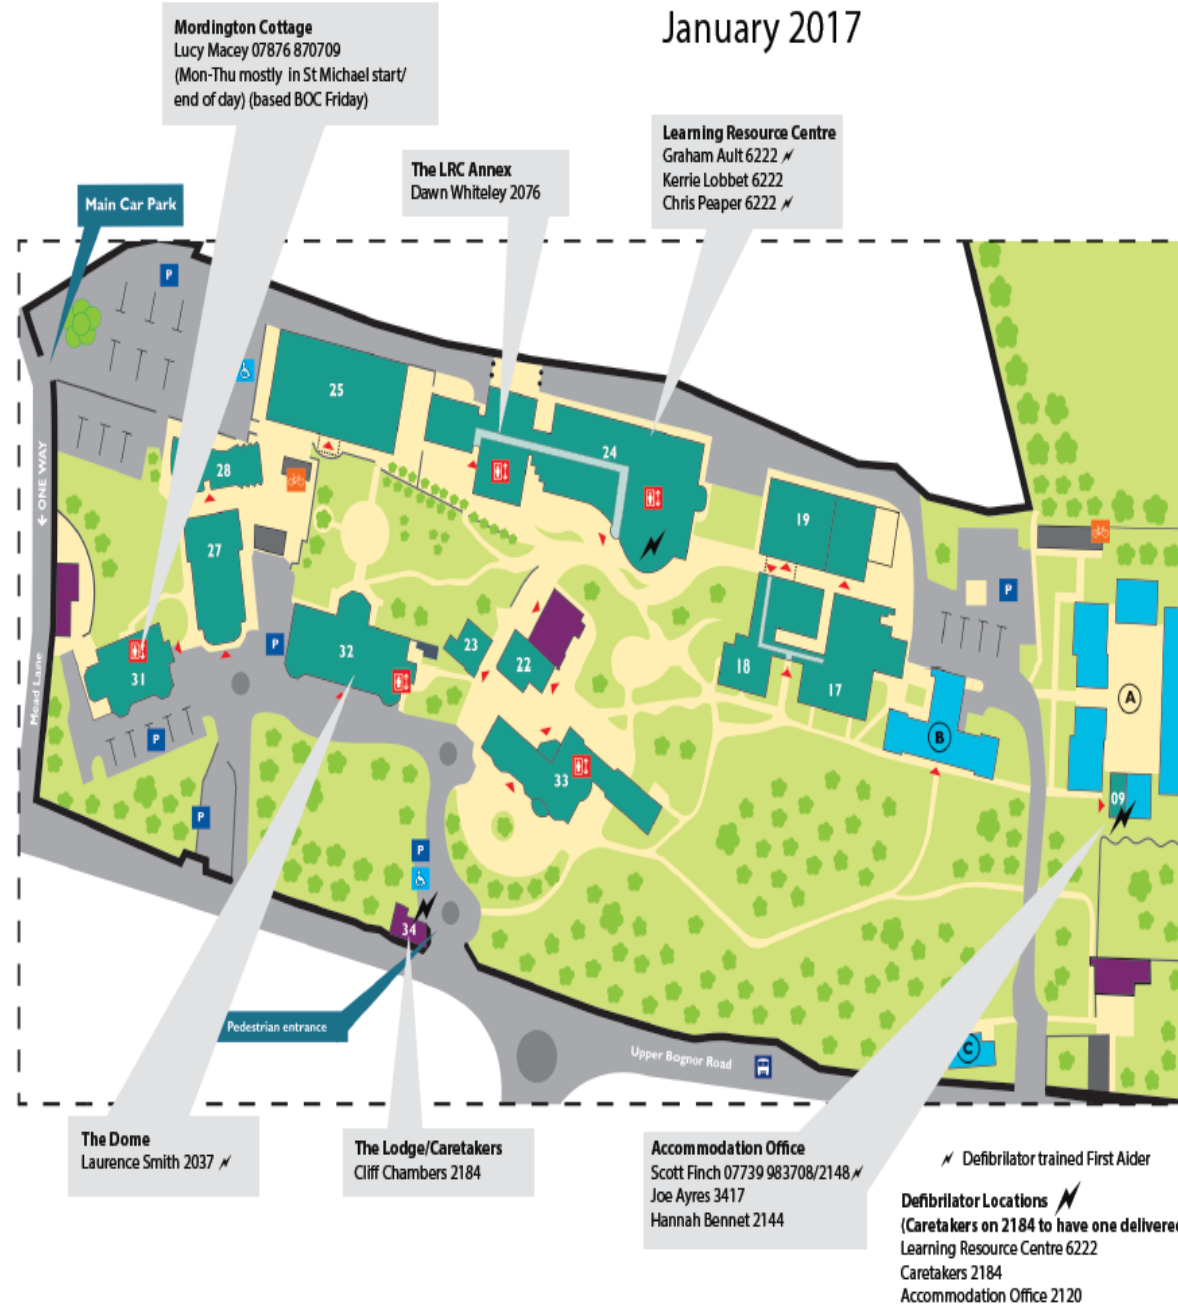 January 2017
Mordington Cottage
Lucy Macey 07876 870709
(Mon-Thu mostly in St Michael start/
end of day) (based BOC Friday)
The LRC Annex
Dawn Whiteley 2076
Learning Resource Centre
Graham Ault 6222
Kerrie Lobbet 6222
Chris Peaper 6222
Main Car Park
P
25
24
28
19
← ONE WAY
27
P
23
32
22
P
31
18
17
A
Mead Lane
B
P
33
09
P
P
34
Pedestrian entrance
Upper Bognor Road
C
The Dome
Laurence Smith 2037
The Lodge/Caretakers
Cliff Chambers 2184
Accommodation Office
Scott Finch 07739 983708/2148
Joe Ayres 3417
Hannah Bennet 2144
Defibrilator trained First Aider
Defibrilator Locations
(Caretakers on 2184 to have one delivered
Learning Resource Centre 6222
Caretakers 2184
Accommodation Office 2120